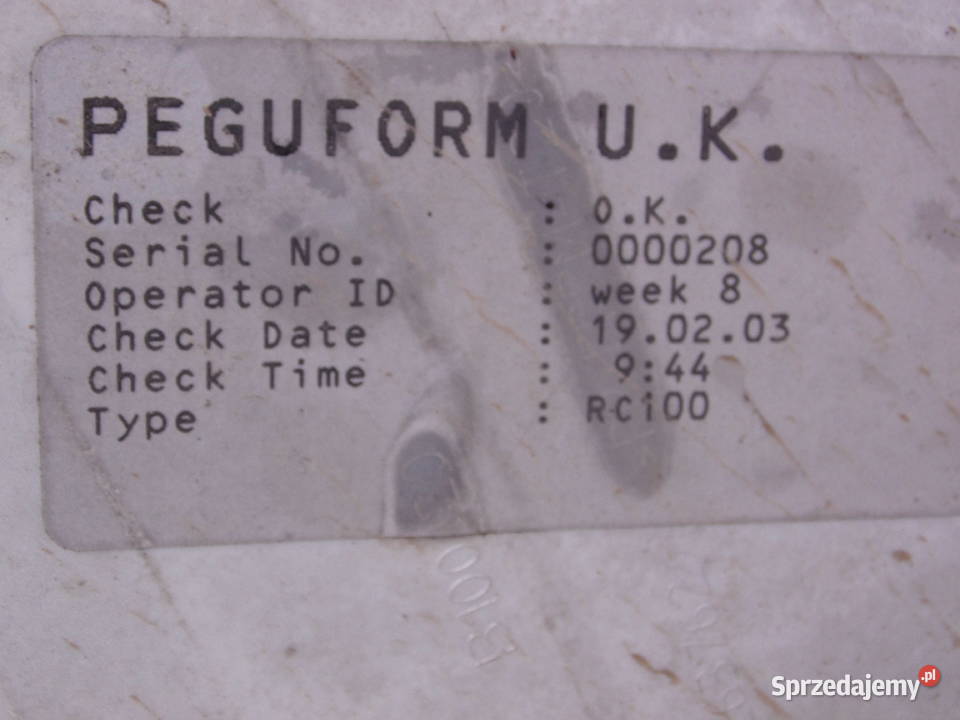 PEGUFORM U.K.
Check : O.K.
Serial No. : 0000208
Operator ID : week 8
Check Date : 19.02.03
Check Time : 9:44
Type : RC100
Sprzedajemy.pl